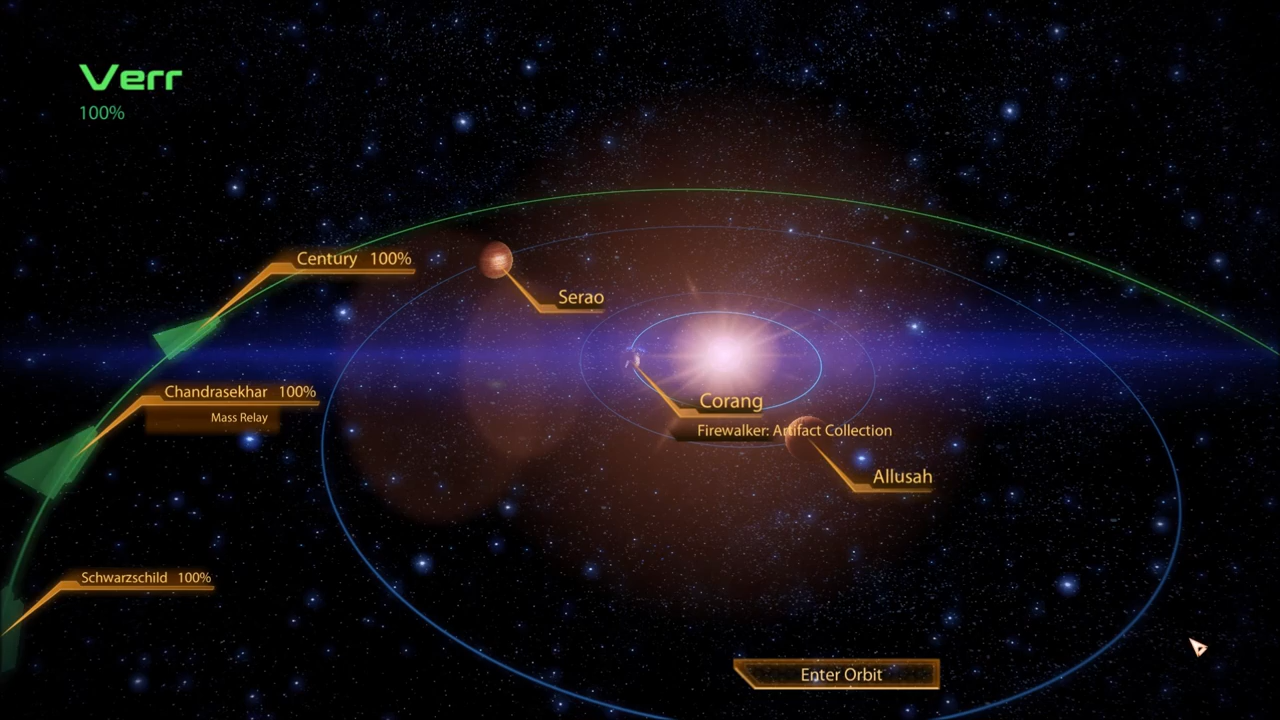 Verr
100%
Century 100%
Serao
Chandrasekhar 100%
Mass Relay
Corang
Firewalker: Artifact Collection
Allusah
Schwarzschild 100%
Enter Orbit